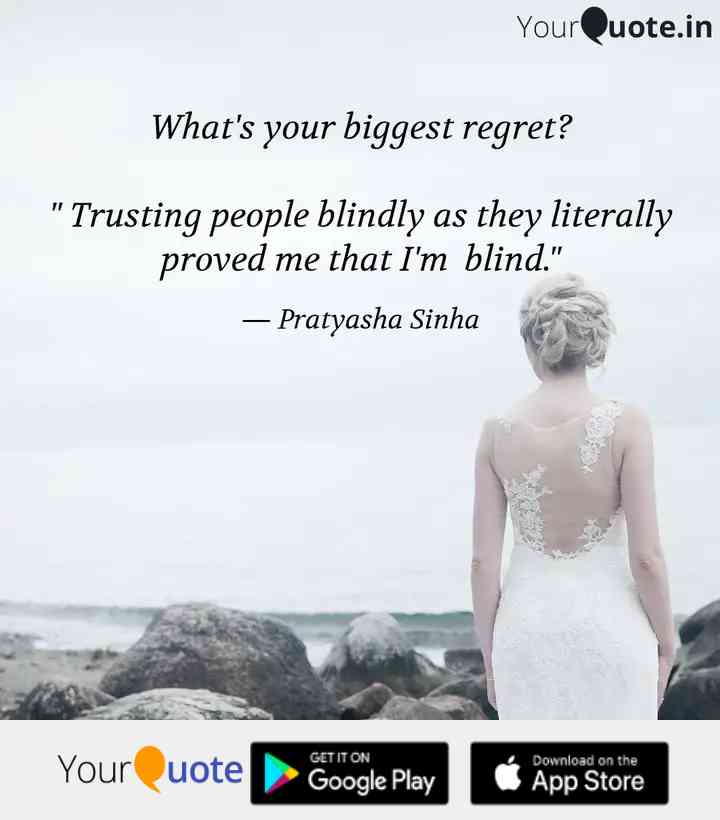 YourQuote.in
What's your biggest regret?
" Trusting people blindly as they literally
proved me that I'm  blind."
— Pratyasha Sinha
YourQuote
GET IT ON
Google Play
Download on the
App Store